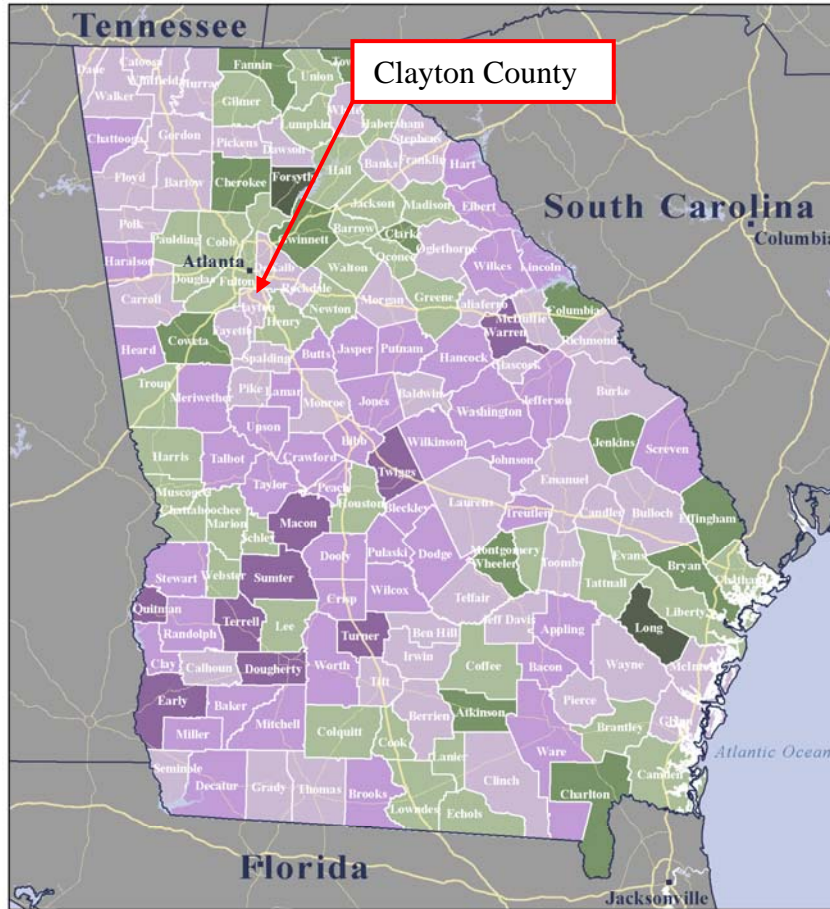 Tennessee
Clayton County
Fannin
Union
Catoosa
Murray
Walker
Gilmer
Lumpkin
Habersham
Stephens
Chattooga
Gordon
Pickens
Dawson
Banks
Franklin
Hart
Floyd
Bartow
Cherokee
Forsyth
Hall
Jackson
Madison
Elbert
South Carolina
Columbia
Polk
Paulding
Cobb
Gwinnett
Barrow
Oglethorpe
Haralson
Atlanta
Walton
Oconee
Wilkes
Lincoln
Douglas
Fulton
Rockdale
Morgan
Greene
Taliaferro
Columbia
Carroll
Clayton
Henry
Newton
McDuffie
Warren
Richmond
Heard
Coweta
Fayette
Spalding
Butts
Jasper
Putnam
Hancock
Burke
Troup
Meriwether
Pike
Lamar
Monroe
Jones
Baldwin
Washington
Jefferson
Upson
Bibb
Wilkinson
Jenkins
Screven
Harris
Talbot
Crawford
Twiggs
Johnson
Emanuel
Muscogee
Taylor
Peach
Houston
Bleckley
Laurens
Treutlen
Candler
Bulloch
Effingham
Chattahoochee
Marion
Macon
Schley
Dooly
Pulaski
Dodge
Montgomery
Wheeler
Toombs
Evans
Bryan
Chatham
Stewart
Webster
Sumter
Wilcox
Tattnall
Liberty
Quitman
Crisp
Telfair
Long
Randolph
Terrell
Lee
Turner
Ben Hill
Jeff Davis
Appling
Clay
Calhoun
Dougherty
Worth
Irwin
Coffee
Bacon
Wayne
Tift
Pierce
Early
Baker
Mitchell
Berrien
Atkinson
Miller
Colquitt
Cook
Lanier
Ware
Brantley
Atlantic Ocean
Seminole
Decatur
Grady
Thomas
Brooks
Clinch
Charlton
Camden
Lowndes
Echols
Florida
Jacksonville